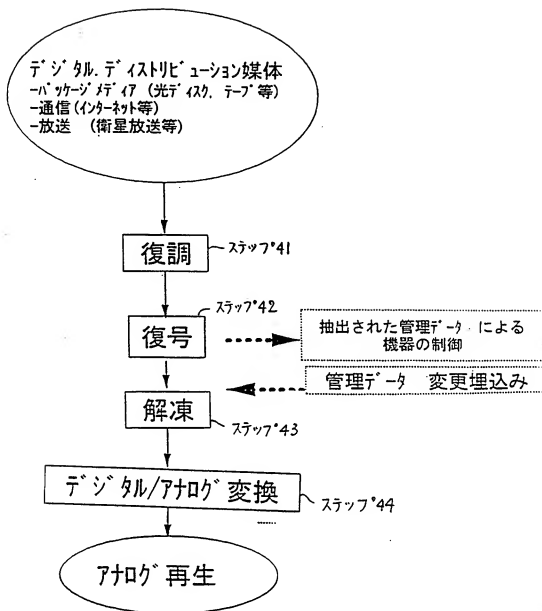 デジタル.ディストリビューション媒体
-パッケージメディア (光ディスク, テープ等)
-通信(インターネット等)
-放送 (衛星放送等)
復調
ステップ41
ステップ42
復号
抽出された管理データ による
機器の制御
管理データ 変更埋込み
解凍
ステップ43
デジタル/アナログ変換
ステップ44
アナログ再生